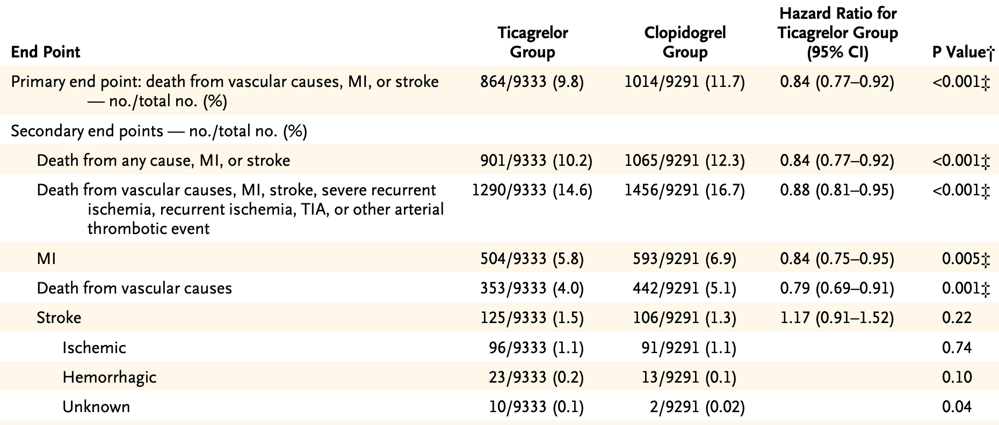 End Point Ticagrelor Group Clopidogrel Group Hazard Ratio for Ticagrelor Group (95% CI) P Value†
Primary end point: death from vascular causes, MI, or stroke 864/9333 (9.8) 1014/9291 (11.7) 0.84 (0.77–0.92) <0.001‡
— no./total no. (%)
Secondary end points — no./total no. (%)
Death from any cause, MI, or stroke 901/9333 (10.2) 1065/9291 (12.3) 0.84 (0.77–0.92) <0.001‡
Death from vascular causes, MI, stroke, severe recurrent 1290/9333 (14.6) 1456/9291 (16.7) 0.88 (0.81–0.95) <0.001‡
ischemia, recurrent ischemia, TIA, or other arterial
thrombotic event
MI 504/9333 (5.8) 593/9291 (6.9) 0.84 (0.75–0.95) 0.005‡
Death from vascular causes 353/9333 (4.0) 442/9291 (5.1) 0.79 (0.69–0.91) 0.001‡
Stroke 125/9333 (1.5) 106/9291 (1.3) 1.17 (0.91–1.52) 0.22
Ischemic 96/9333 (1.1) 91/9291 (1.1) 0.74
Hemorrhagic 23/9333 (0.2) 13/9291 (0.1) 0.10
Unknown 10/9333 (0.1) 2/9291 (0.02) 0.04